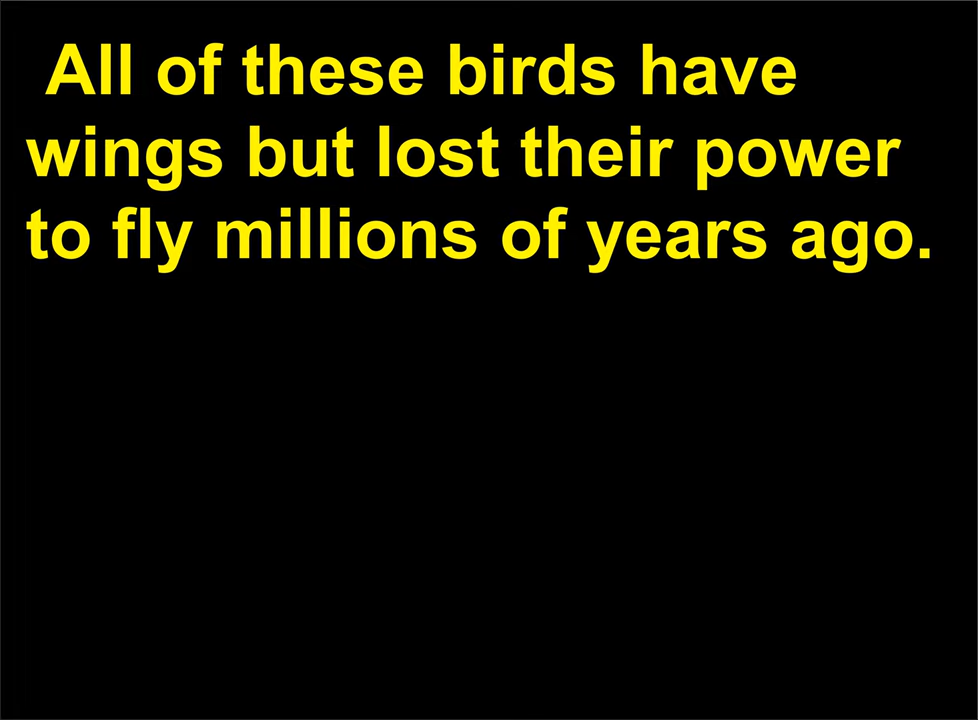 All of these birds have
wings but lost their power
to fly millions of years ago.